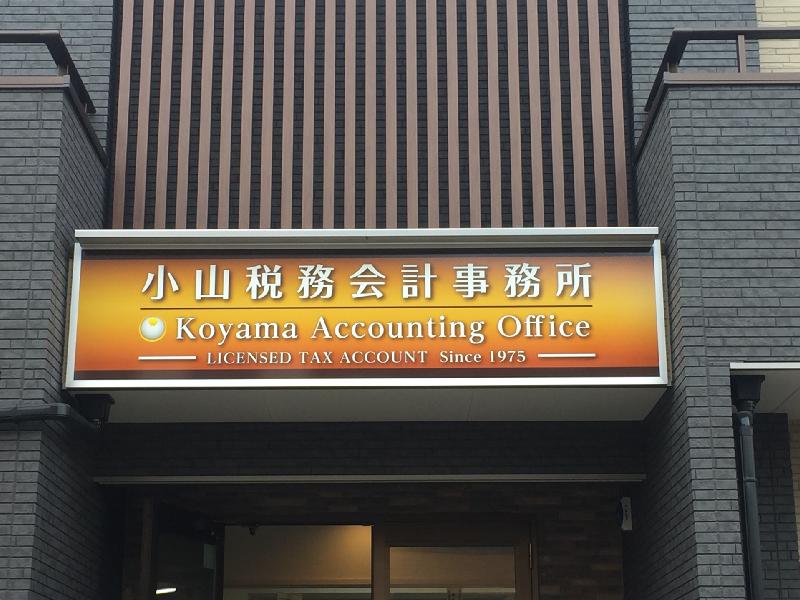 小山税務会計事務所
Koyama Accounting Office
LICENSED TAX ACCOUNT Since 1975